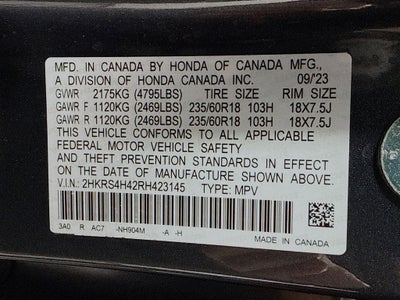 MFD. IN CANADA BY HONDA OF CANADA MFG.,
A DIVISION OF HONDA CANADA INC. 09/23
GVWR 2175KG (4795LBS) TIRE SIZE RIM SIZE
GAWR F 1120KG (2469LBS) 235/60R18 103H 18X7.5J
GAWR R 1120KG (2469LBS) 235/60R18 103H 18X7.5J
THIS VEHICLE CONFORMS TO ALL APPLICABLE
FEDERAL MOTOR VEHICLE SAFETY
AND THEFT PREVENTION STANDARDS IN EFFECT
ON THE DATE OF MANUFACTURE SHOWN ABOVE.
V.I.N.: 2HKRS4H42RH423145 TYPE: MPV
3A0 R AC7 -NH904M -A -H
MADE IN CANADA